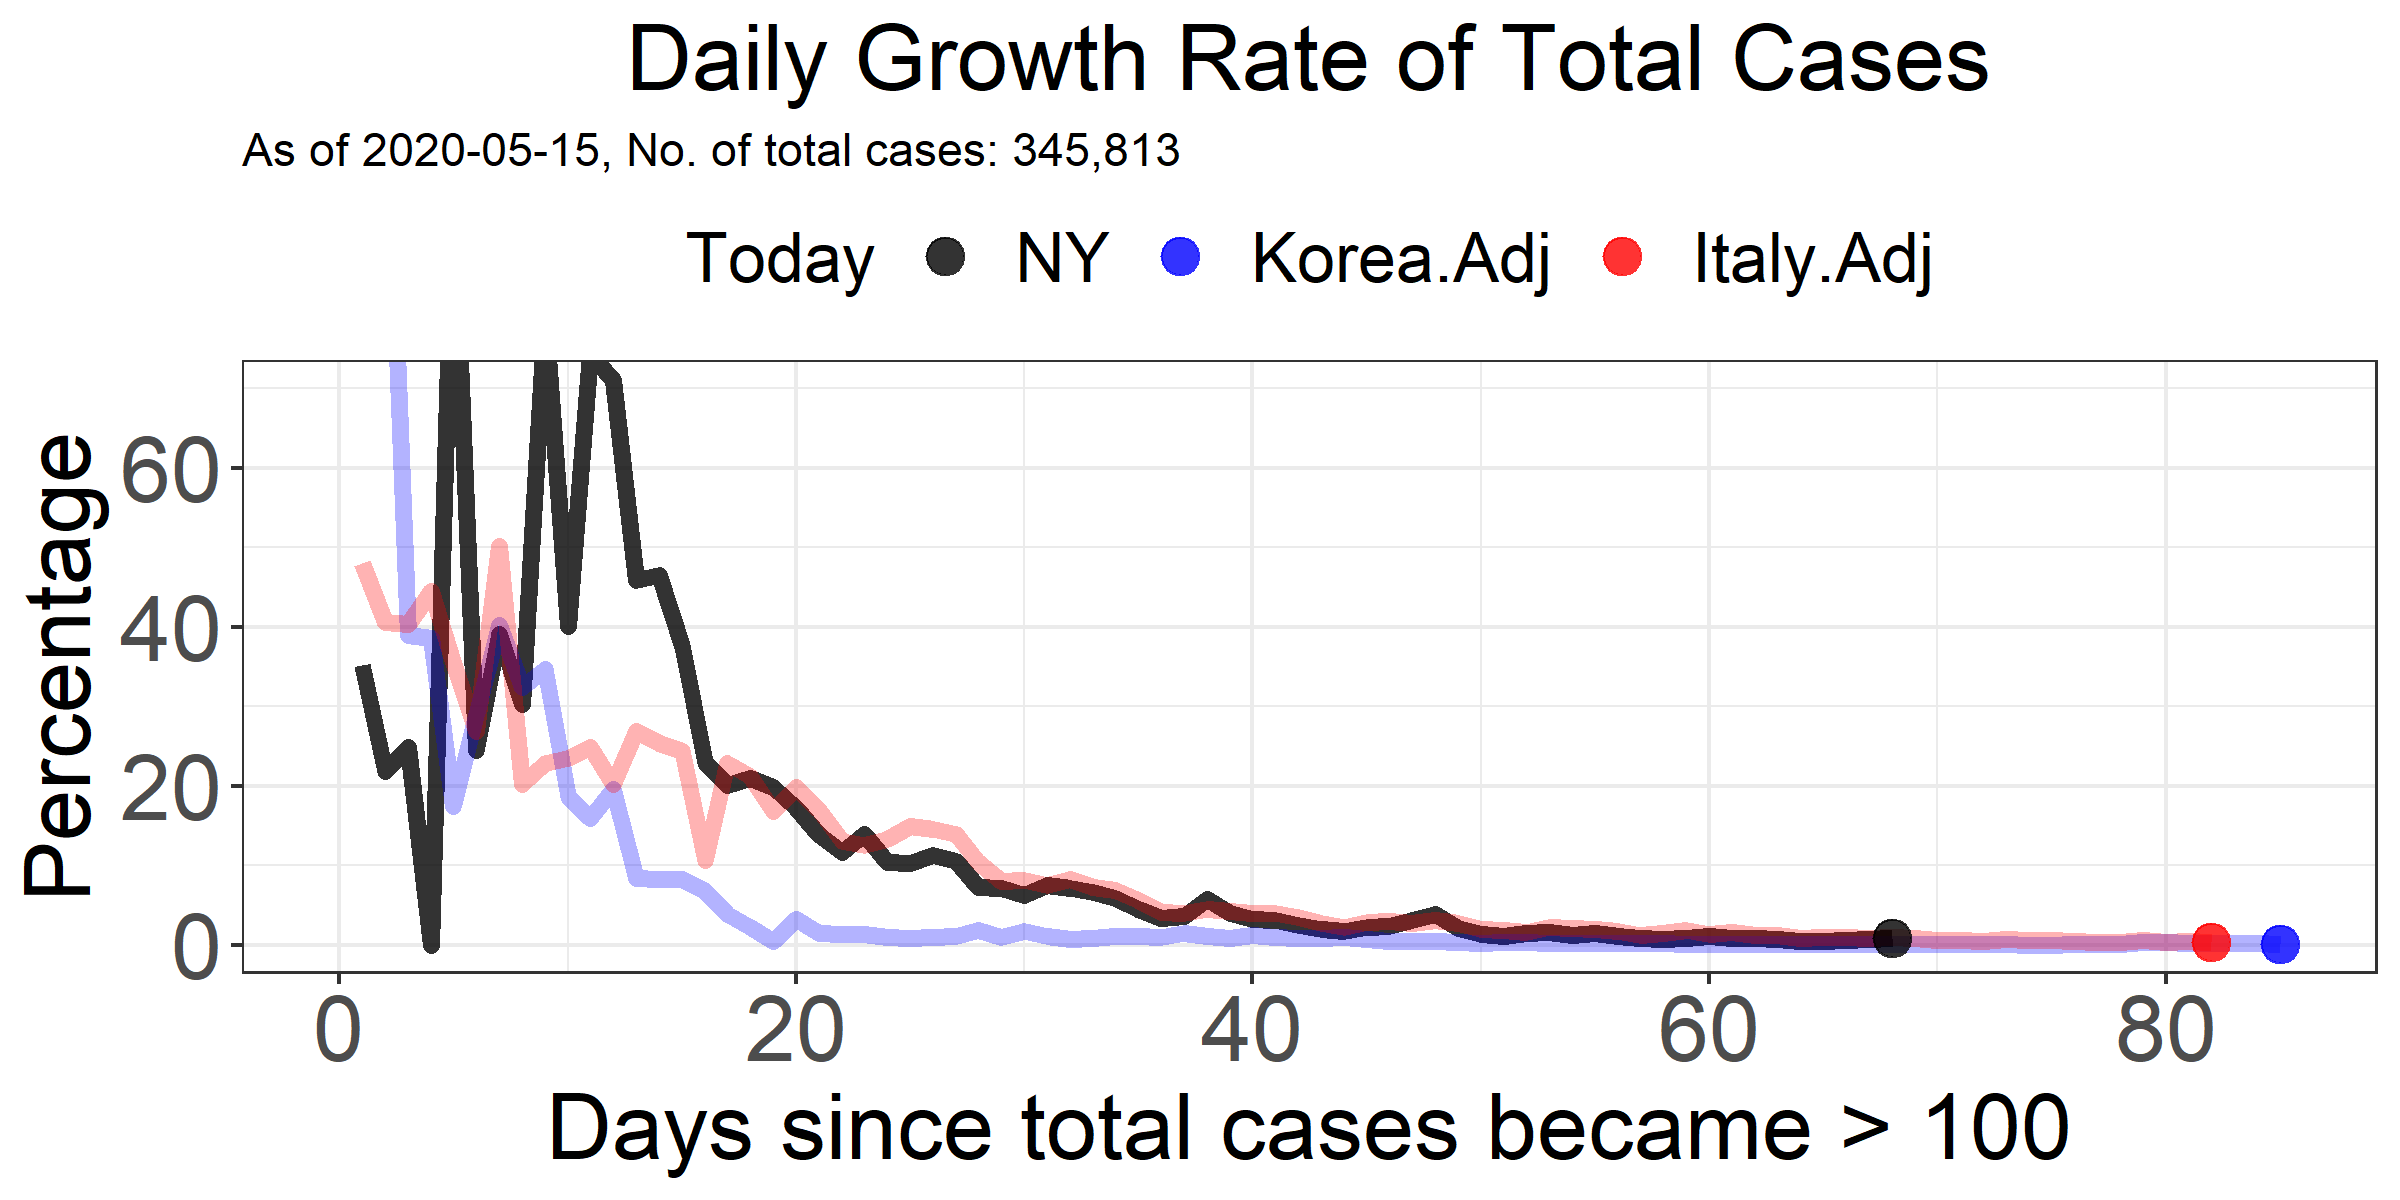 Daily Growth Rate of Total Cases
As of 2020-05-15, No. of total cases: 345,813
Today NY Korea.Adj Italy.Adj
Percentage
60
40
20
0
0 20 40 60 80
Days since total cases became > 100